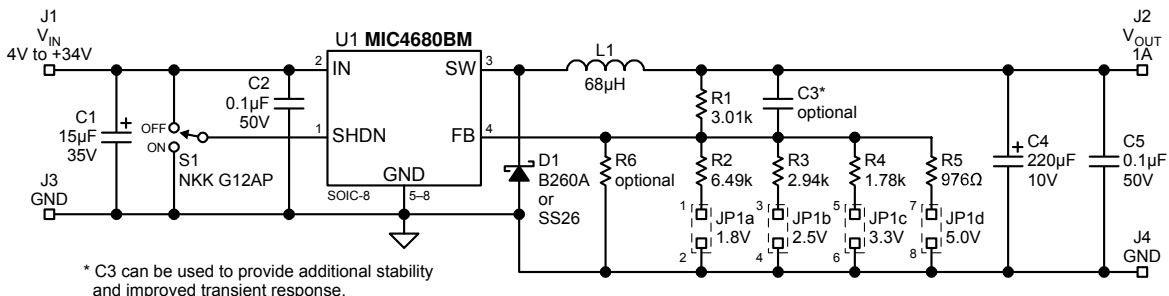 J1
VIN
4V to +34V
U1 MIC4680BM
J2
VOUT
1A
2
IN
SW
3
L1
68µH
C2
0.1µF
50V
C1
15µF
35V
+
OFF
ON
S1
NKK G12AP
1
SHDN
FB
4
GND
SOIC-8
5–8
R1
3.01k
C3*
optional
D1
B260A
or
SS26
R6
optional
R2
6.49k
R3
2.94k
R4
1.78k
R5
976Ω
+
C4
220µF
10V
C5
0.1µF
50V
J3
GND
1
JP1a
1.8V
2
3
JP1b
2.5V
4
5
JP1c
3.3V
6
7
JP1d
5.0V
8
J4
GND
* C3 can be used to provide additional stability
and improved transient response.